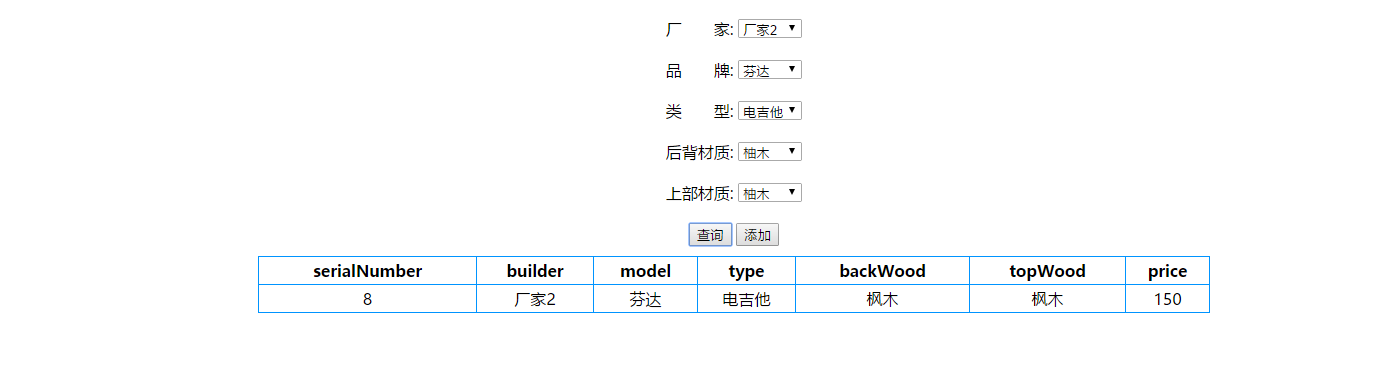 厂　　家: 厂家2
品　　牌: 芬达
类　　型: 电吉他
后背材质: 柚木
上部材质: 柚木
查询 添加
serialNumber builder model type backWood topWood price
8 厂家2 芬达 电吉他 枫木 枫木 150